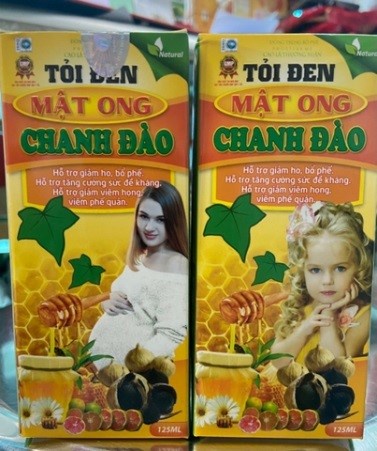 Natural
TỎI ĐEN
MẬT ONG
CHANH ĐÀO
Hỗ trợ giảm ho, bổ phế.
Hỗ trợ tăng cường sức đề kháng.
Hỗ trợ giảm viêm họng,
viêm phế quản.
125ML
Natural
TỎI ĐEN
MẬT ONG
CHANH ĐÀO
Hỗ trợ giảm ho, bổ phế.
Hỗ trợ tăng cường sức đề kháng.
Hỗ trợ giảm viêm họng,
viêm phế quản.
125ML